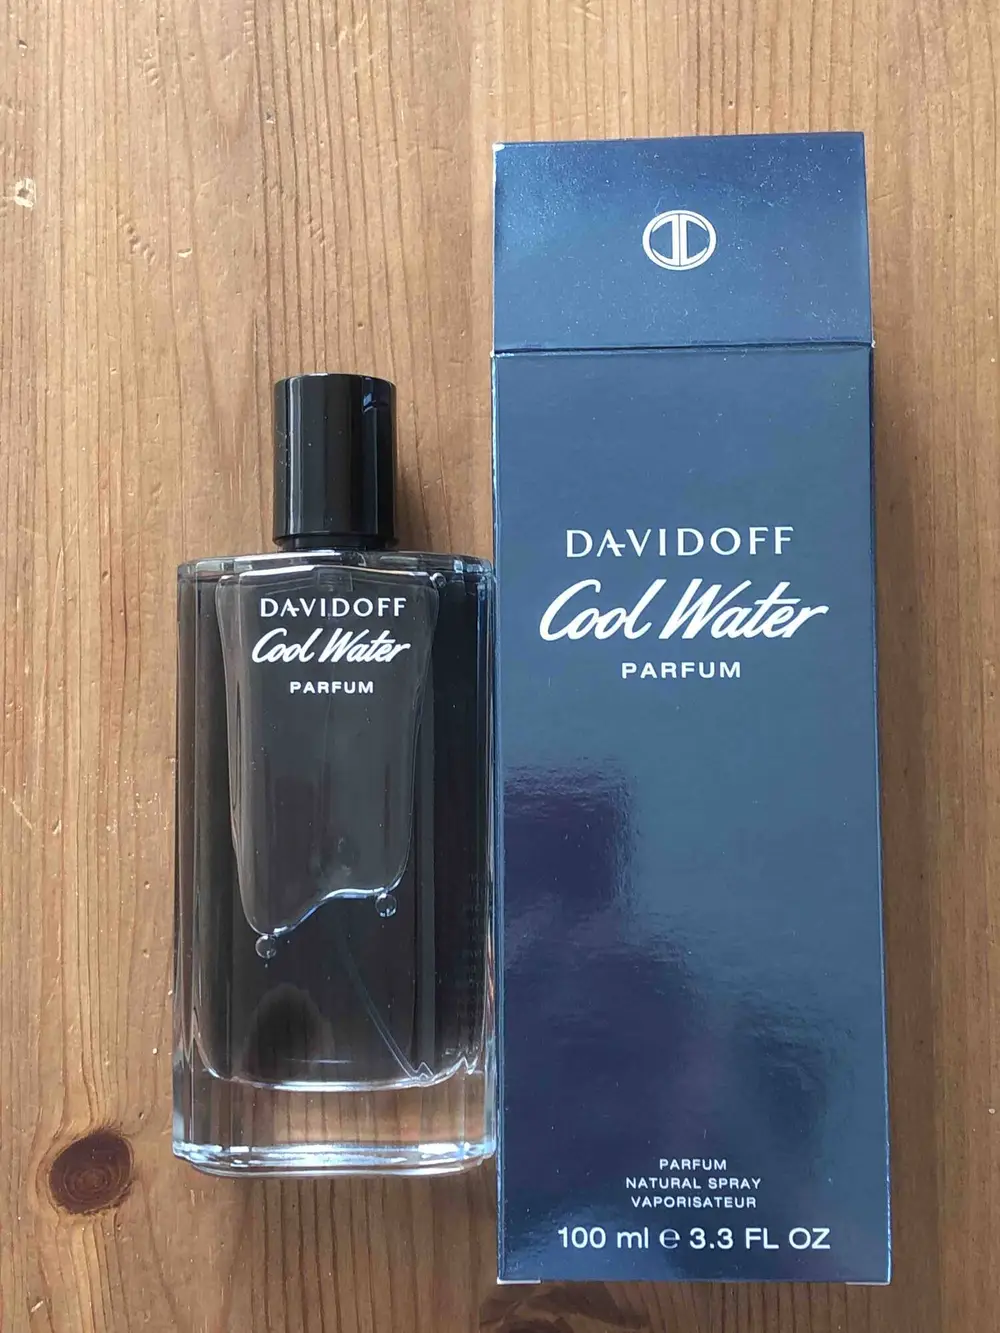 DAVIDOFF
Cool Water
PARFUM
DAVIDOFF
Cool Water
PARFUM
PARFUM
NATURAL SPRAY
VAPORISATEUR
100 ml e 3.3 FL OZ